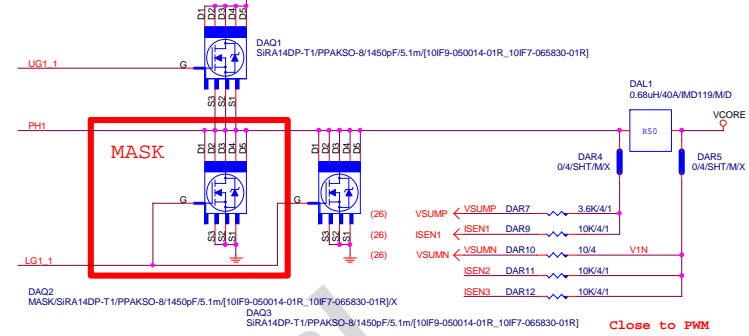 D1
D2
D3
D4
D5
DAQ1
SiRA14DP-T1/PPAKSO-8/1450pF/5.1m/[10IF9-050014-01R_10IF7-065830-01R]
UG1_1
G
S3
S2
S1
DAL1
0.68uH/40A/IMD119/M/D
VCORE
PH1
R50
MASK
D1
D2
D3
D4
D5
D1
D2
D3
D4
D5
DAR4
0/4/SHT/M/X
DAR5
0/4/SHT/M/X
G
G
S3
S2
S1
S3
S2
S1
(26) VSUMP VSUMP DAR7 3.6K/4/1
(26) ISEN1 ISEN1 DAR9 10K/4/1
(26) VSUMN VSUMN DAR10 10/4 V1N
LG1_1
ISEN2 DAR11 10K/4/1
ISEN3 DAR12 10K/4/1
DAQ2
MASK/SiRA14DP-T1/PPAKSO-8/1450pF/5.1m/[10IF9-050014-01R_10IF7-065830-01R]/X
DAQ3
SiRA14DP-T1/PPAKSO-8/1450pF/5.1m/[10IF9-050014-01R_10IF7-065830-01R]
Close to PWM